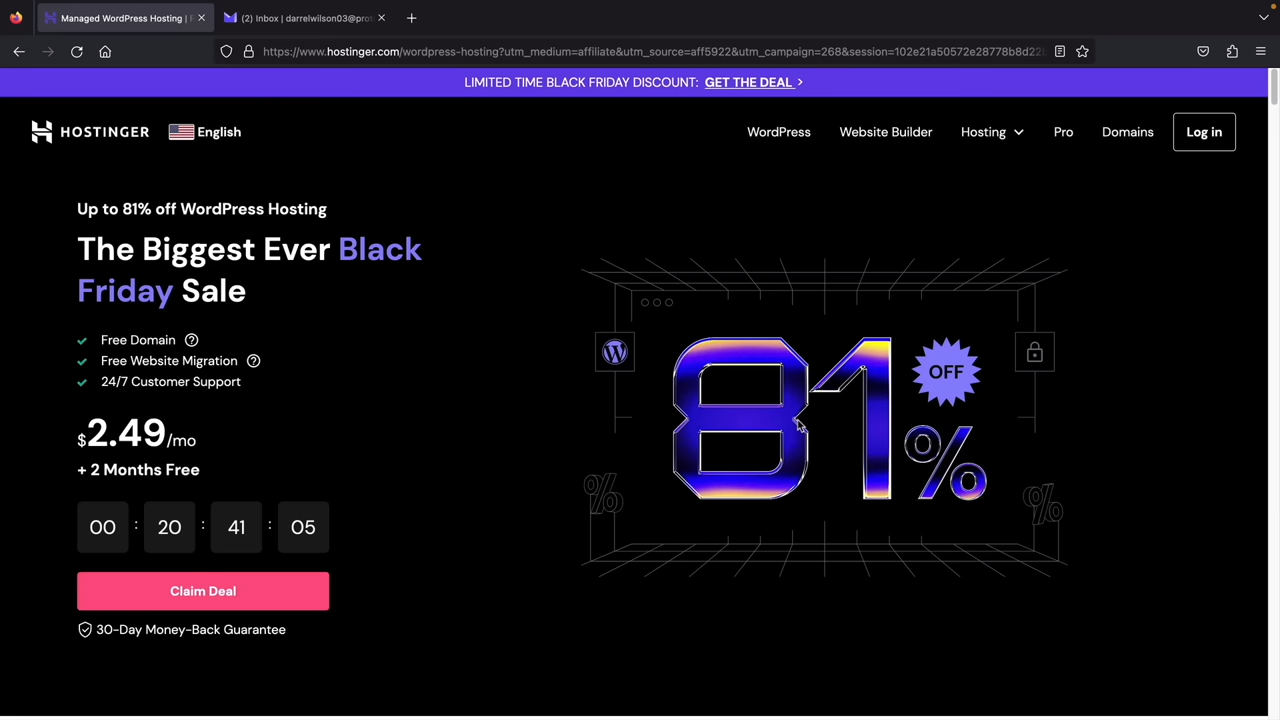 Managed WordPress Hosting | F
(2) Inbox | darrelwilson03@prot
https://www.hostinger.com/wordpress-hosting?utm_medium=affiliate&utm_source=aff5922&utm_campaign=268&session=102e21a50572e28778b8d22
LIMITED TIME BLACK FRIDAY DISCOUNT: GET THE DEAL >
HOSTINGER English WordPress Website Builder Hosting Pro Domains Log in
Up to 81% off WordPress Hosting
The Biggest Ever Black
Friday Sale
Free Domain
Free Website Migration
24/7 Customer Support
$2.49/mo
+ 2 Months Free
00 : 20 : 41 : 05
Claim Deal
30-Day Money-Back Guarantee
81%
OFF
%
%